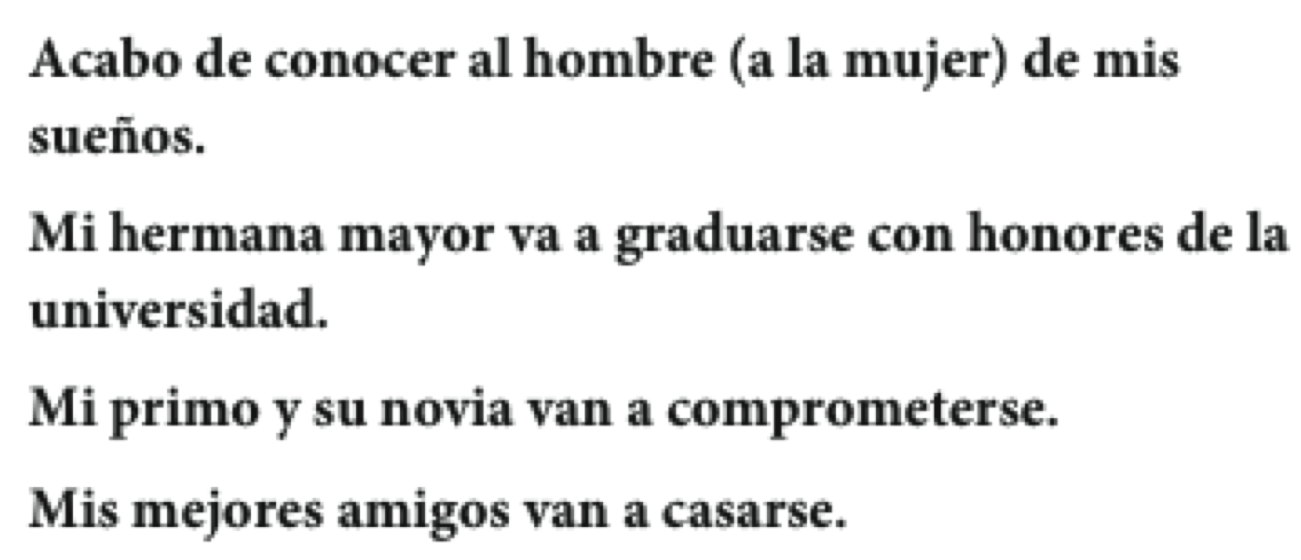 Acabo de conocer al hombre (a la mujer) de mis
sueños.
Mi hermana mayor va a graduarse con honores de la
universidad.
Mi primo y su novia van a comprometerse.
Mis mejores amigos van a casarse.